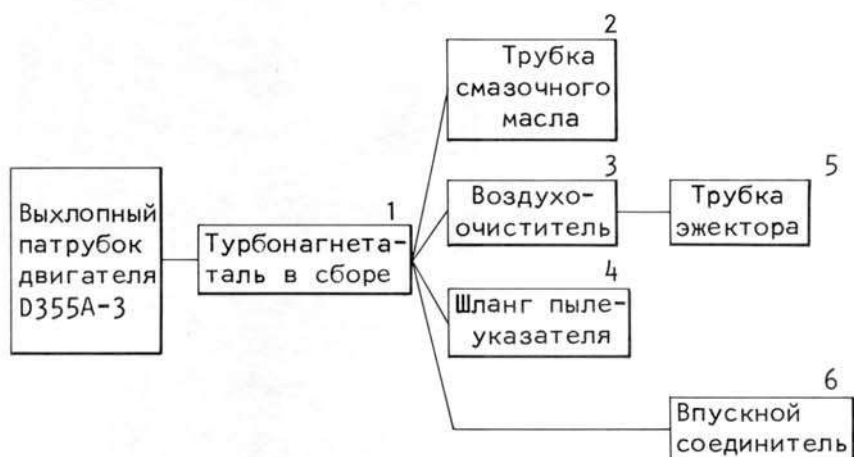 2
Трубка
смазочного
масла
3
Воздухо-
очиститель
5
Трубка
эжектора
Выхлопный
патрубок
двигателя
D355A-3
1
Турбонагнета-
таль в сборе
4
Шланг пыле-
указателя
6
Впускной
соединитель